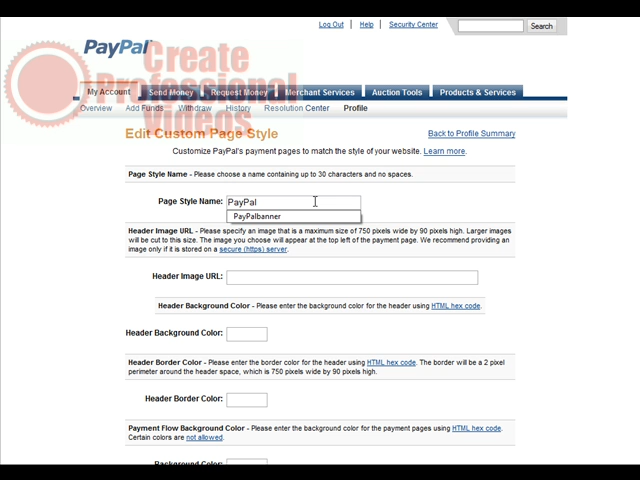 Log Out | Help | Security Center
Search
PayPal
Create
Professional
Videos
My Account Send Money Request Money Merchant Services Auction Tools Products & Services
Overview Add Funds Withdraw History Resolution Center Profile
Edit Custom Page Style
Back to Profile Summary
Customize PayPal's payment pages to match the style of your website. Learn more.
Page Style Name - Please choose a name containing up to 30 characters and no spaces.
Page Style Name: PayPal
PayPalbanner
Header Image URL - Please specify an image that is a maximum size of 750 pixels wide by 90 pixels high. Larger images
will be cut to this size. The image you choose will appear at the top left of the payment page. We recommend providing an
image only if it is stored on a secure (https) server.
Header Image URL:
Header Background Color - Please enter the background color for the header using HTML hex code.
Header Background Color:
Header Border Color - Please enter the border color for the header using HTML hex code. The border will be a 2 pixel
perimeter around the header space, which is 750 pixels wide by 90 pixels high.
Header Border Color:
Payment Flow Background Color - Please enter the background color for the payment pages using HTML hex code.
Certain colors are not allowed.
Background Color: